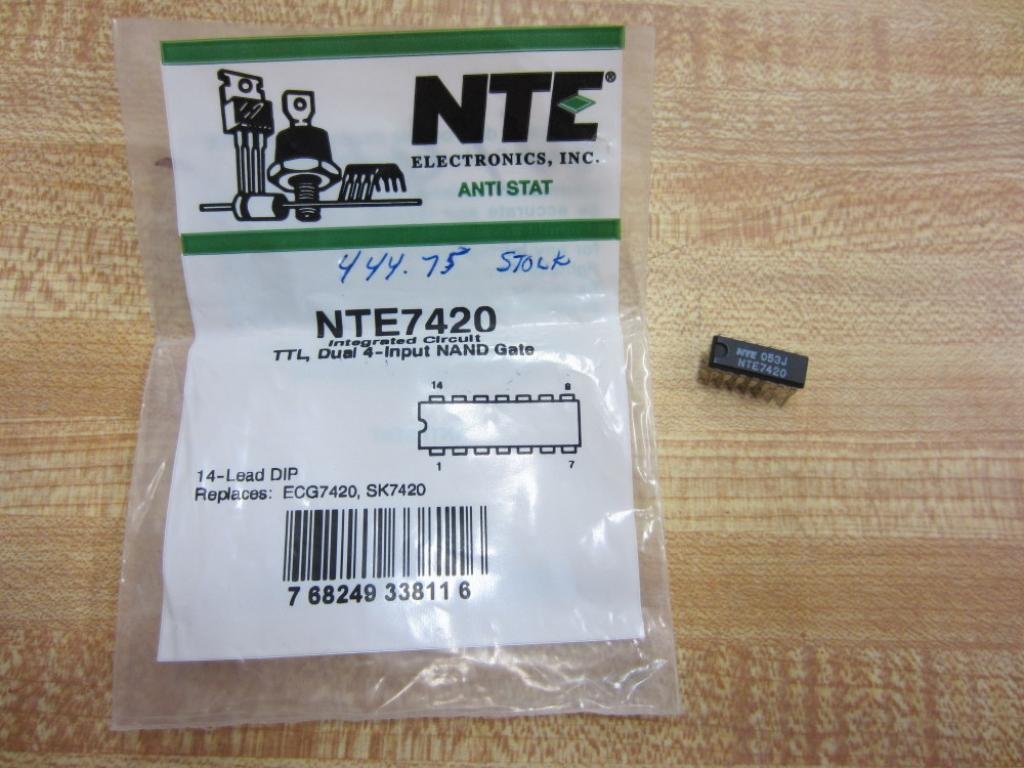 NTE®
ELECTRONICS, INC.
ANTI STAT
444.75 STOCK
NTE7420
Integrated Circuit
TTL, Dual 4-Input NAND Gate
14 8
1 7
14-Lead DIP
Replaces: ECG7420, SK7420
7 68249 33811 6
NTE 053J
NTE7420